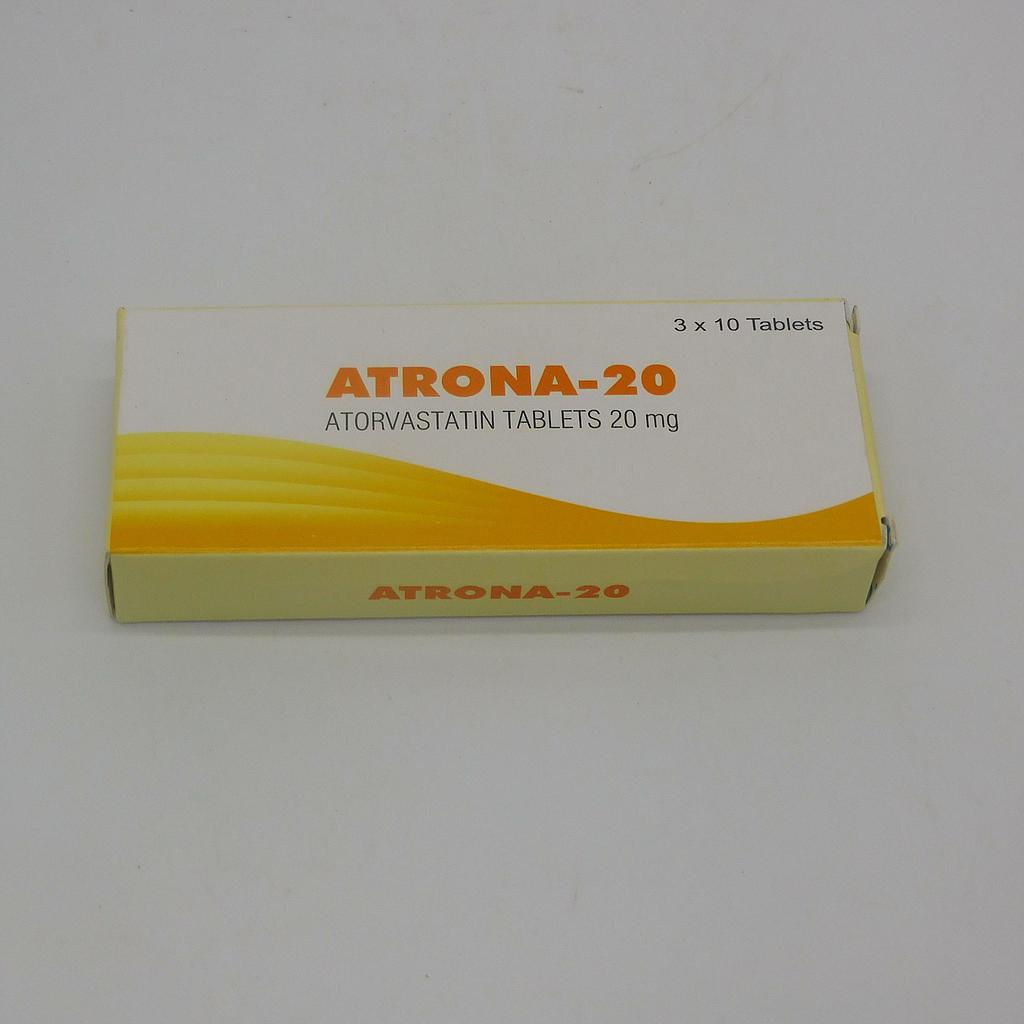 3 x 10 Tablets
ATRONA-20
ATORVASTATIN TABLETS 20 mg
ATRONA-20